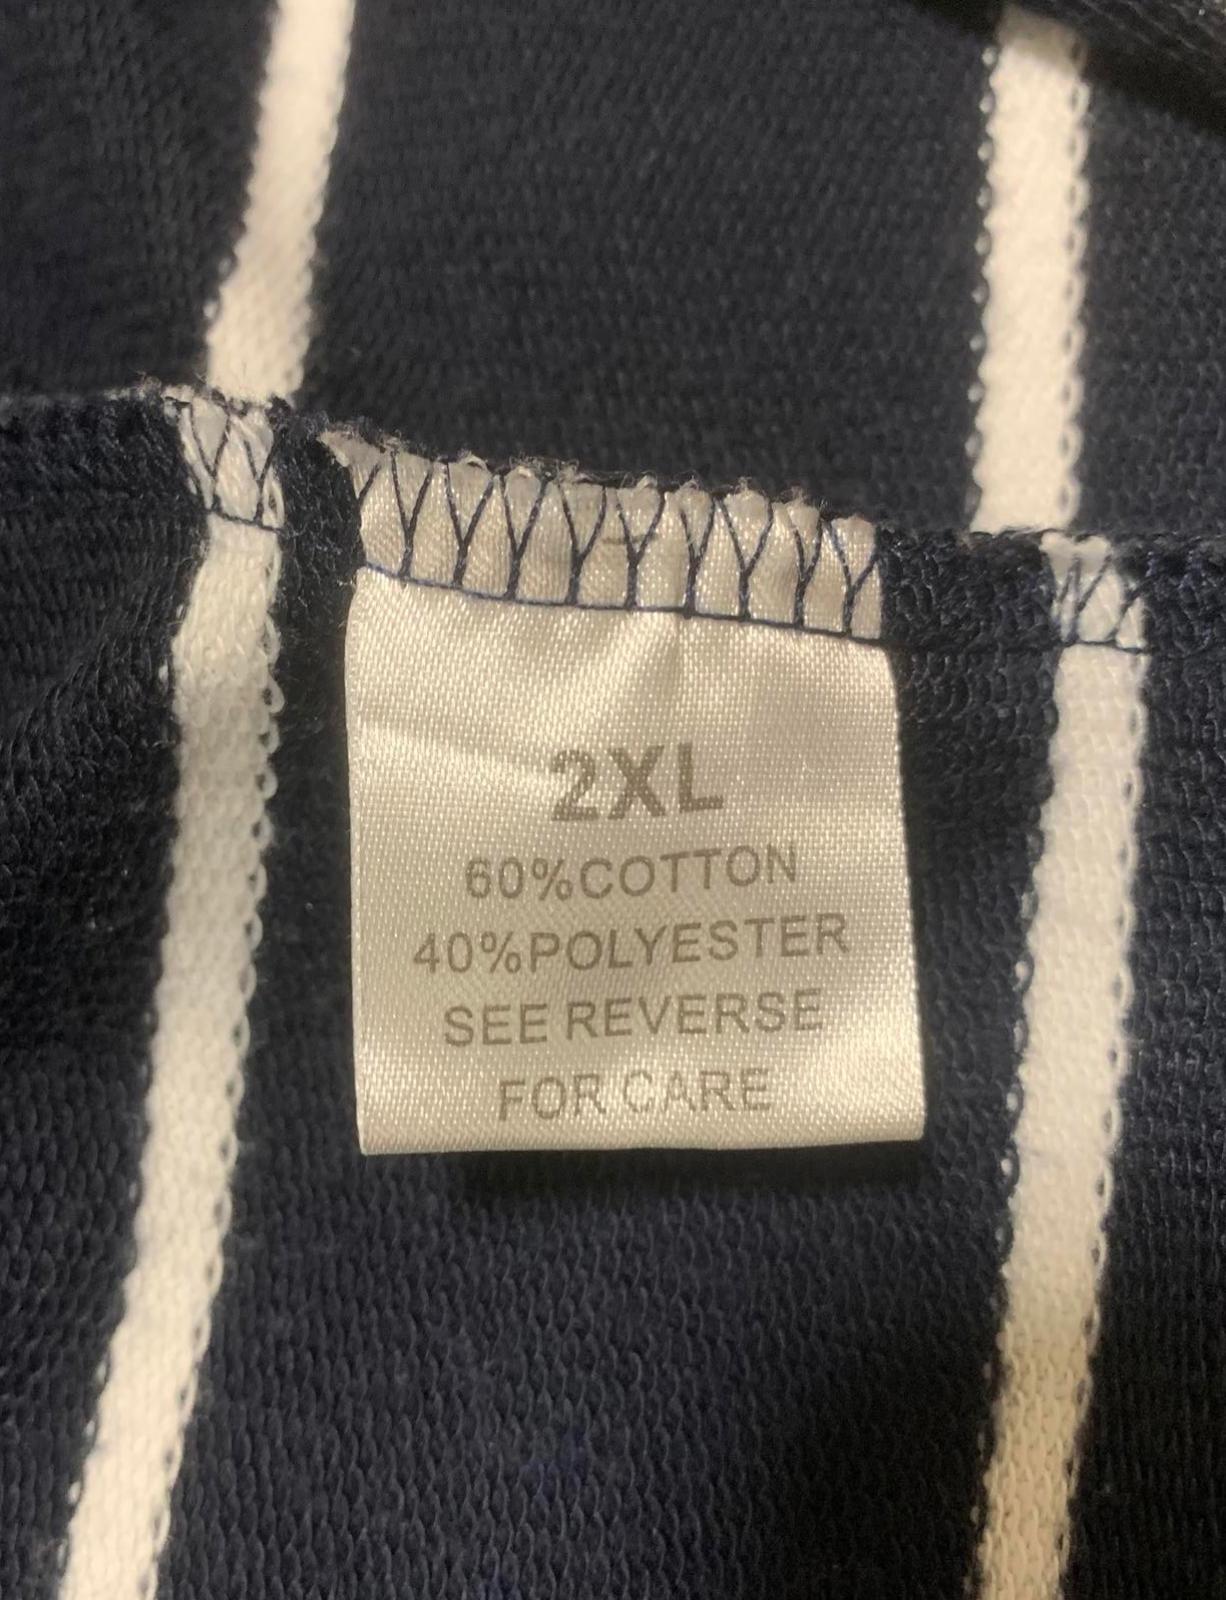 2XL
60%COTTON
40%POLYESTER
SEE REVERSE
FOR CARE